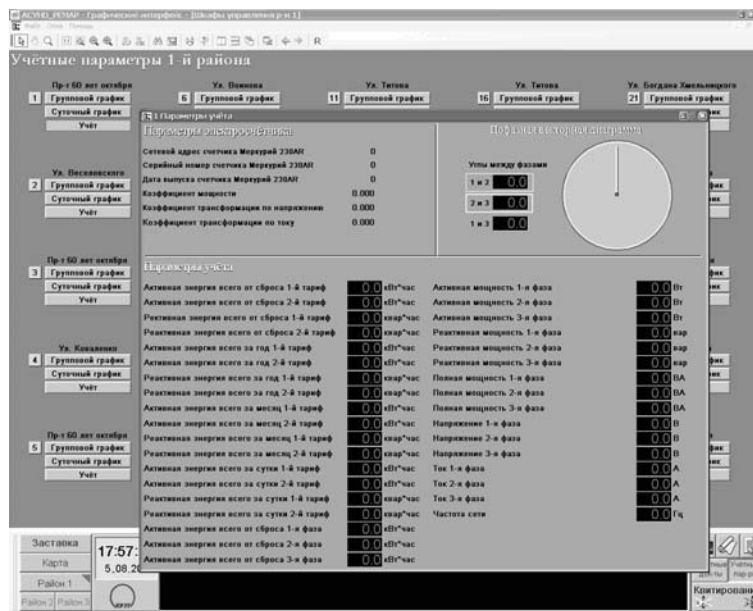 АСУНО_РЕМАР - Графический интерфейс - [Шкафы управления р-н 1]
Учётные параметры 1-й района
Пр-т 60 лет октября
Ул. Воинова
Ул. Титова
Ул. Титова
Ул. Богдана Хмельницкого
1 Групповой график
6 Групповой график
11 Групповой график
16 Групповой график
21 Групповой график
Суточный график
Учёт
Ул. Веселовского
2 Групповой график
Суточный график
Учёт
Пр-т 60 лет октября
3 Групповой график
Суточный график
Учёт
Ул. Коваленко
4 Групповой график
Суточный график
Учёт
Пр-т 60 лет октября
5 Групповой график
Суточный график
Учёт
1 Параметры учёта
Параметры электросчётчика
Сетевой адрес счетчика Меркурий 230AR 0
Серийный номер счетчика Меркурий 230AR 0
Дата выпуска счетчика Меркурий 230AR 0
Коэффициент мощности 0.000
Коэффициент трансформации по напряжению 0.000
Коэффициент трансформации по току 0.000
Пофазная векторная диаграмма
Углы между фазами
1 и 2 0.0
2 и 3 0.0
1 и 3 0.0
Параметры учёта
Активная энергия всего от сброса 1-й тариф 0.0 кВт*час
Активная энергия всего от сброса 2-й тариф 0.0 кВт*час
Рективная энергия всего от сброса 1-й тариф 0.0 квар*час
Реактивная энергия всего от сброса 2-й тариф 0.0 квар*час
Активная энергия всего за год 1-й тариф 0.0 кВт*час
Активная энергия всего за год 2-й тариф 0.0 кВт*час
Реактивная энергия всего за год 1-й тариф 0.0 квар*час
Реактивная энергия всего за год 2-й тариф 0.0 квар*час
Активная энергия всего за месяц 1-й тариф 0.0 кВт*час
Активная энергия всего за месяц 2-й тариф 0.0 кВт*час
Реактивная энергия всего за месяц 1-й тариф 0.0 квар*час
Реактивная энергия всего за месяц 2-й тариф 0.0 квар*час
Активная энергия всего за сутки 1-й тариф 0.0 кВт*час
Активная энергия всего за сутки 2-й тариф 0.0 кВт*час
Реактивная энергия всего за сутки 1-й тариф 0.0 квар*час
Реактивная энергия всего за сутки 2-й тариф 0.0 квар*час
Активная энергия всего от сброса 1-я фаза 0.0 кВт*час
Активная энергия всего от сброса 2-я фаза 0.0 кВт*час
Активная энергия всего от сброса 3-я фаза 0.0 кВт*час
Активная мощность 1-я фаза 0.0 Вт
Активная мощность 2-я фаза 0.0 Вт
Активная мощность 3-я фаза 0.0 Вт
Реактивная мощность 1-я фаза 0.0 вар
Реактивная мощность 2-я фаза 0.0 вар
Реактивная мощность 3-я фаза 0.0 вар
Полная мощность 1-я фаза 0.0 ВА
Полная мощность 2-я фаза 0.0 ВА
Полная мощность 3-я фаза 0.0 ВА
Напряжение 1-я фаза 0.0 В
Напряжение 2-я фаза 0.0 В
Напряжение 3-я фаза 0.0 В
Ток 1-я фаза 0.0 А
Ток 2-я фаза 0.0 А
Ток 3-я фаза 0.0 А
Частота сети 0.0 Гц
Заставка
Карта
Район 1
Район 2 Район 3
17:57:
5.08.20
Квитирован